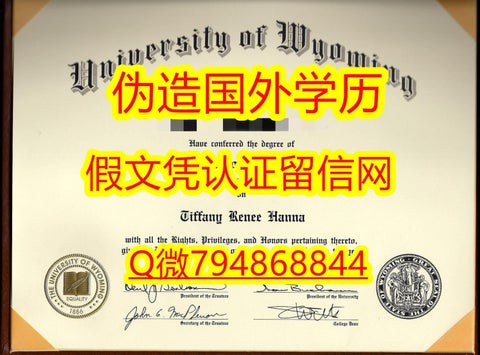 University of Wyoming
伪造国外学历
Have conferred the degree of
假文凭认证留信网
on
Tiffany Renee Hanna
with all the Rights, Privileges, and Honors pertaining thereto,
Q微794868844
President of the Trustees
President of the University
Secretary of the Trustees
College Dean
THE UNIVERSITY OF WYOMING
EQUALITY
1886